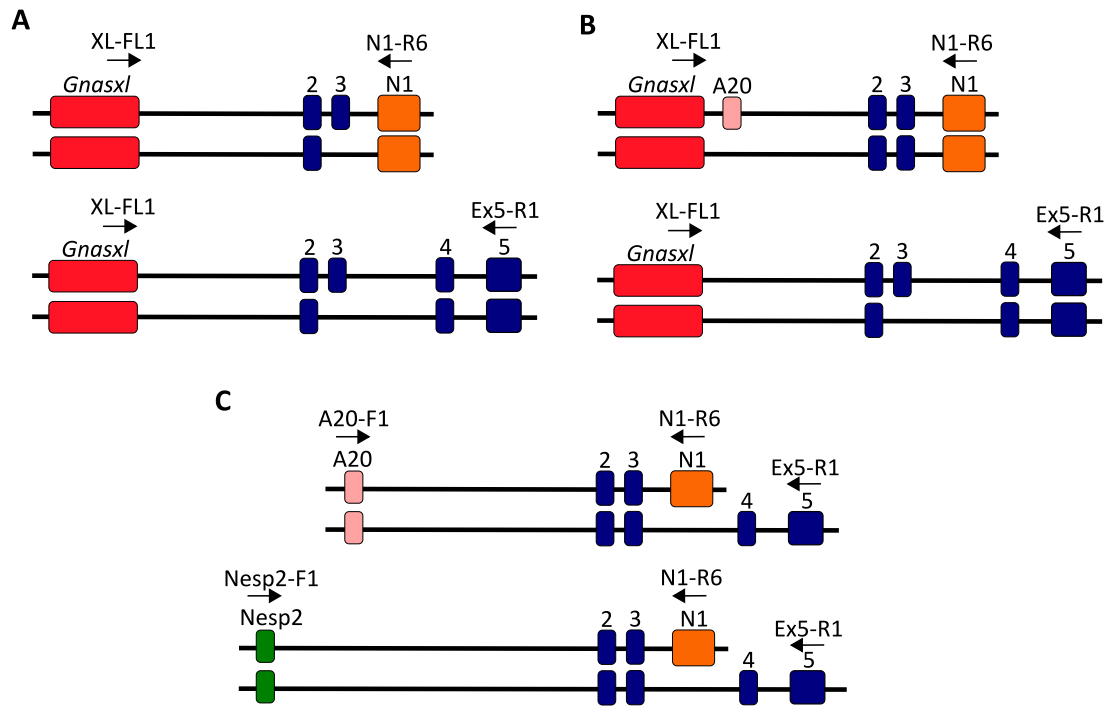 A
XL-FL1 N1-R6
Gnasxl 2 3 N1
XL-FL1 Ex5-R1
Gnasxl 2 3 4 5
B
XL-FL1 N1-R6
Gnasxl A20 2 3 N1
XL-FL1 Ex5-R1
Gnasxl 2 3 4 5
C
A20-F1 N1-R6
A20 2 3 N1 Ex5-R1
4 5
Nesp2-F1 N1-R6
Nesp2 2 3 N1 Ex5-R1
4 5